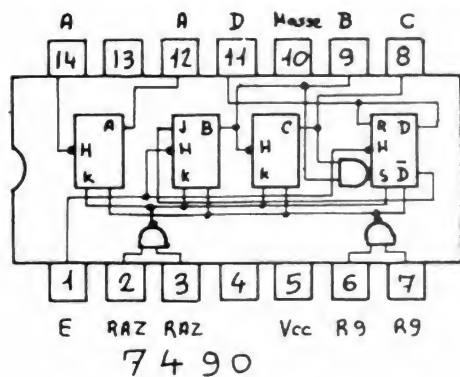 A A D Masse B C
14 13 12 11 10 9 8
A J B C R D
H H H H
K K K S D̅
1 2 3 4 5 6 7
E RAZ RAZ Vcc R9 R9
7490